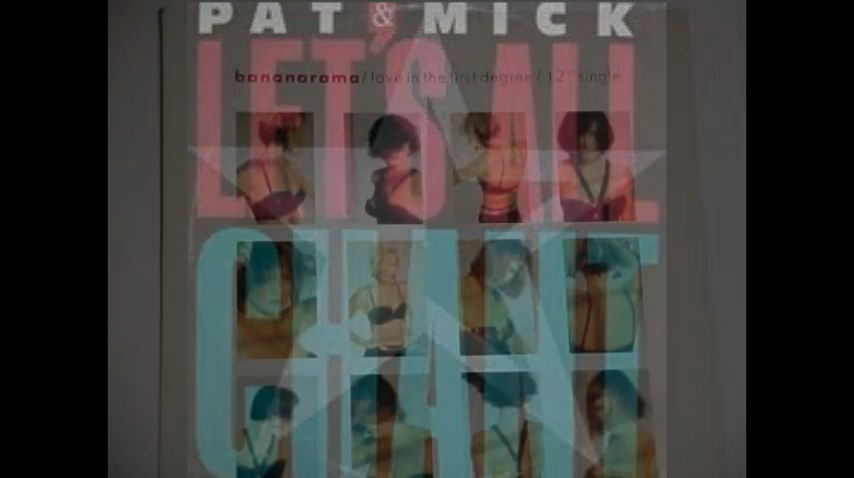 PAT & MICK
LET'S ALL
bananarama / love in the first degree / 12" single
CHANT